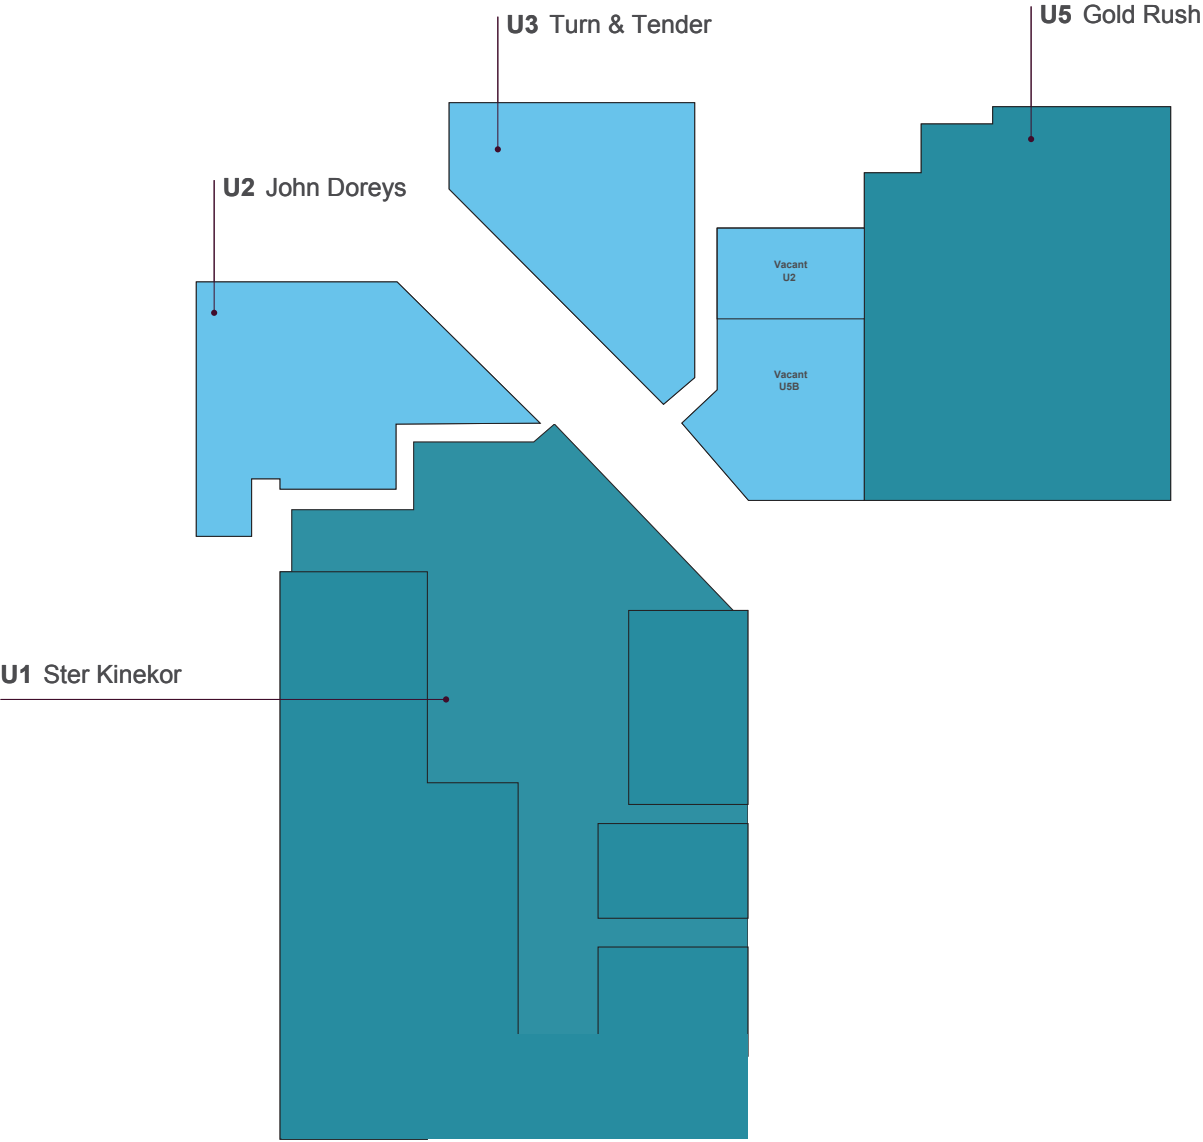 U5 Gold Rush
U3 Turn & Tender
U2 John Doreys
Vacant
U2
Vacant
U5B
U1 Ster Kinekor